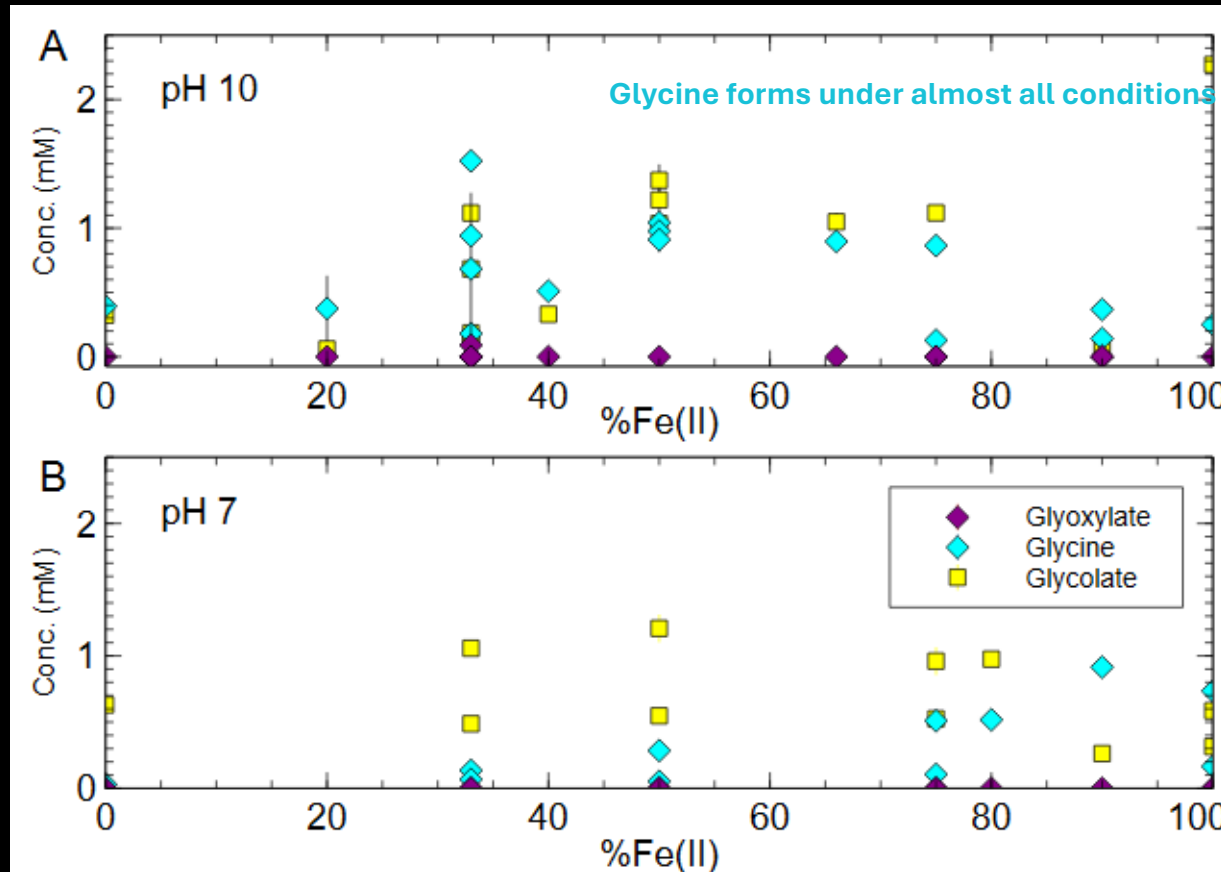 A
pH 10
Glycine forms under almost all conditions
Conc. (mM)
2
1
0
0 20 40 60 80 100
%Fe(II)
B
pH 7
Glyoxylate
Glycine
Glycolate
Conc. (mM)
2
1
0
0 20 40 60 80 100
%Fe(II)